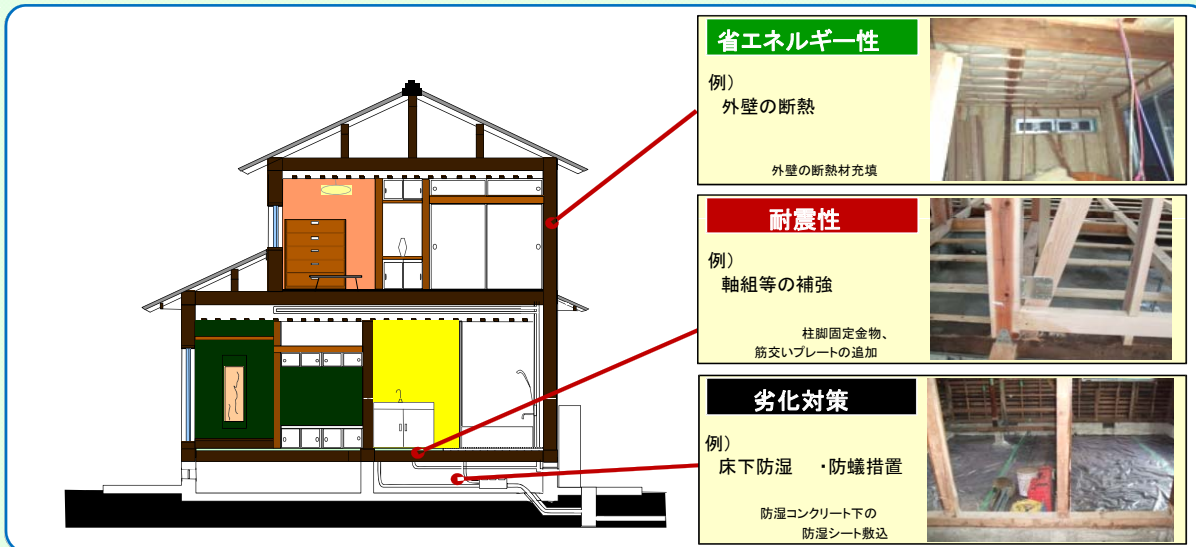 省エネルギー性
例）
外壁の断熱
外壁の断熱材充填
耐震性
例）
軸組等の補強
柱脚固定金物、
筋交いプレートの追加
劣化対策
例）
床下防湿　・防蟻措置
防湿コンクリート下の
防湿シート敷込